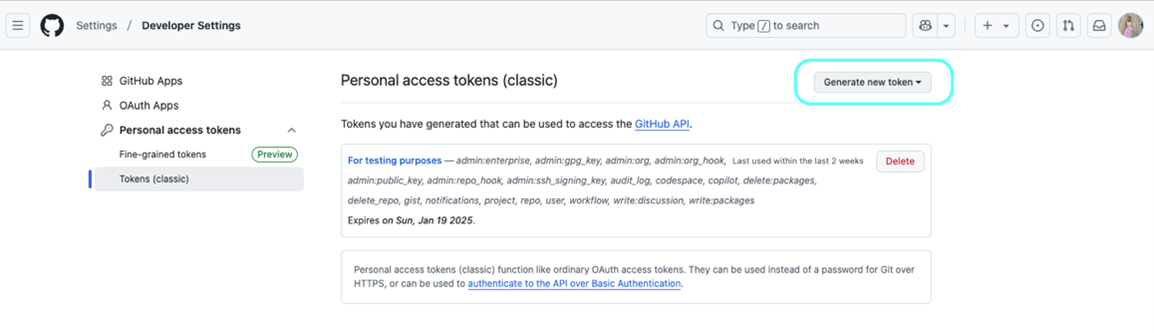 Settings / Developer Settings
Type / to search
GitHub Apps
OAuth Apps
Personal access tokens
Fine-grained tokens Preview
Tokens (classic)
Personal access tokens (classic)
Generate new token
Tokens you have generated that can be used to access the GitHub API.
For testing purposes — admin:enterprise, admin:gpg_key, admin:org, admin:org_hook, Last used within the last 2 weeks Delete
admin:public_key, admin:repo_hook, admin:ssh_signing_key, audit_log, codespace, copilot, delete:packages,
delete_repo, gist, notifications, project, repo, user, workflow, write:discussion, write:packages
Expires on Sun, Jan 19 2025.
Personal access tokens (classic) function like ordinary OAuth access tokens. They can be used instead of a password for Git over
HTTPS, or can be used to authenticate to the API over Basic Authentication.